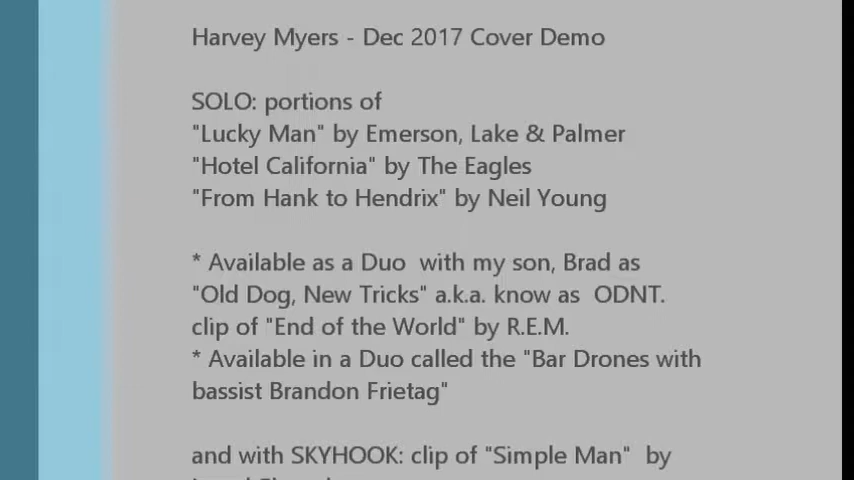 Harvey Myers - Dec 2017 Cover Demo
SOLO: portions of
"Lucky Man" by Emerson, Lake & Palmer
"Hotel California" by The Eagles
"From Hank to Hendrix" by Neil Young
* Available as a Duo  with my son, Brad as
"Old Dog, New Tricks" a.k.a. know as  ODNT.
clip of "End of the World" by R.E.M.
* Available in a Duo called the "Bar Drones with
bassist Brandon Frietag"
and with SKYHOOK: clip of "Simple Man"  by